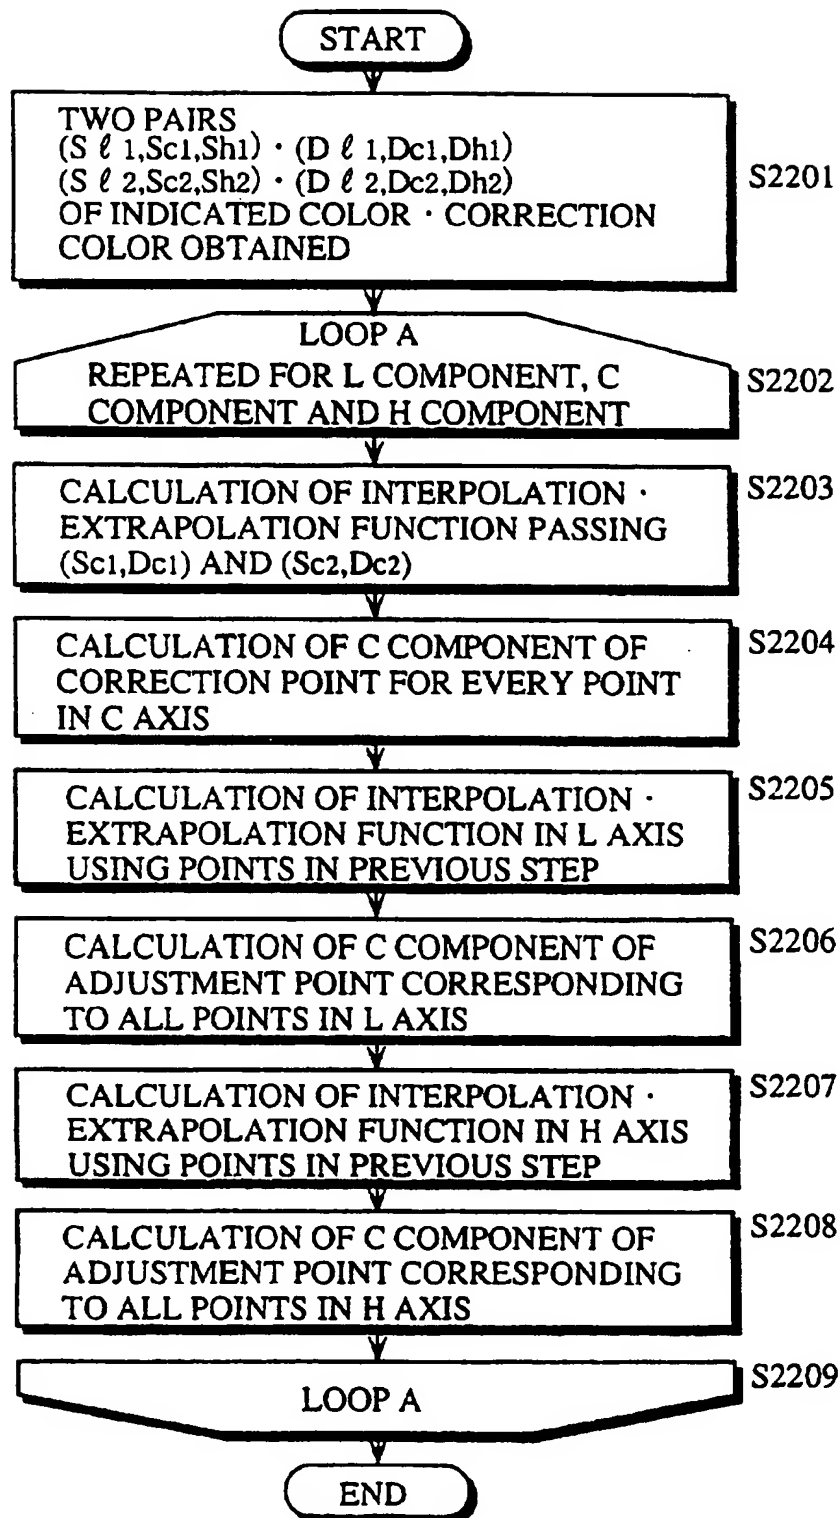 START
TWO PAIRS
(S ℓ 1,Sc1,Sh1) · (D ℓ 1,Dc1,Dh1)
(S ℓ 2,Sc2,Sh2) · (D ℓ 2,Dc2,Dh2)
OF INDICATED COLOR · CORRECTION
COLOR OBTAINED
S2201
LOOP A
REPEATED FOR L COMPONENT, C
COMPONENT AND H COMPONENT
S2202
CALCULATION OF INTERPOLATION ·
EXTRAPOLATION FUNCTION PASSING
(Sc1,Dc1) AND (Sc2,Dc2)
S2203
CALCULATION OF C COMPONENT OF
CORRECTION POINT FOR EVERY POINT
IN C AXIS
S2204
CALCULATION OF INTERPOLATION ·
EXTRAPOLATION FUNCTION IN L AXIS
USING POINTS IN PREVIOUS STEP
S2205
CALCULATION OF C COMPONENT OF
ADJUSTMENT POINT CORRESPONDING
TO ALL POINTS IN L AXIS
S2206
CALCULATION OF INTERPOLATION ·
EXTRAPOLATION FUNCTION IN H AXIS
USING POINTS IN PREVIOUS STEP
S2207
CALCULATION OF C COMPONENT OF
ADJUSTMENT POINT CORRESPONDING
TO ALL POINTS IN H AXIS
S2208
LOOP A
S2209
END